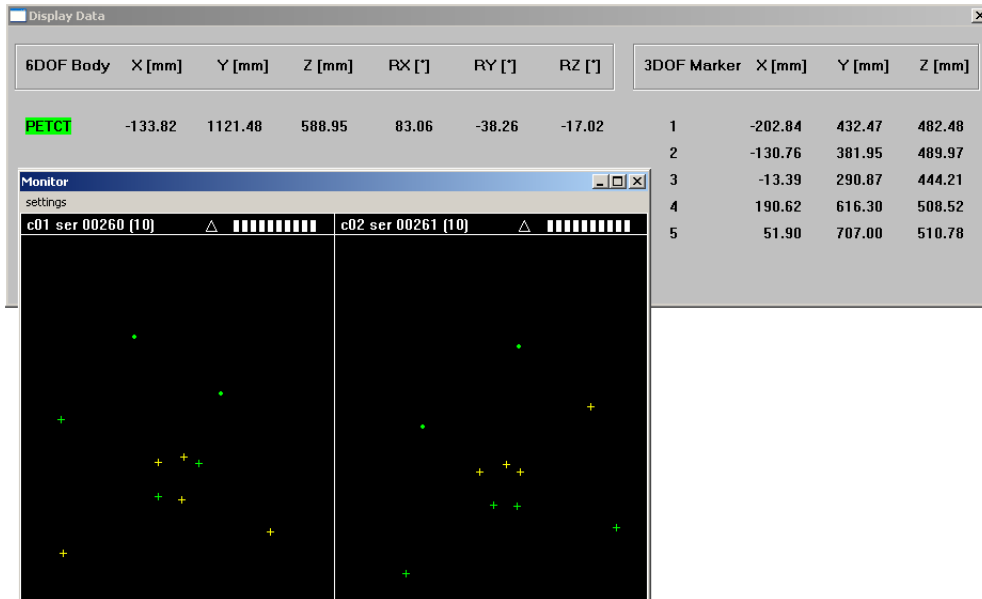 Display Data
6DOF Body X [mm] Y [mm] Z [mm] RX [°] RY [°] RZ [°] 3DOF Marker X [mm] Y [mm] Z [mm]
PETCT -133.82 1121.48 588.95 83.06 -38.26 -17.02 1 -202.84 432.47 482.48
2 -130.76 381.95 489.97
3 -13.39 290.87 444.21
4 190.62 616.30 508.52
5 51.90 707.00 510.78
Monitor
settings
c01 ser 00260 (10) c02 ser 00261 (10)